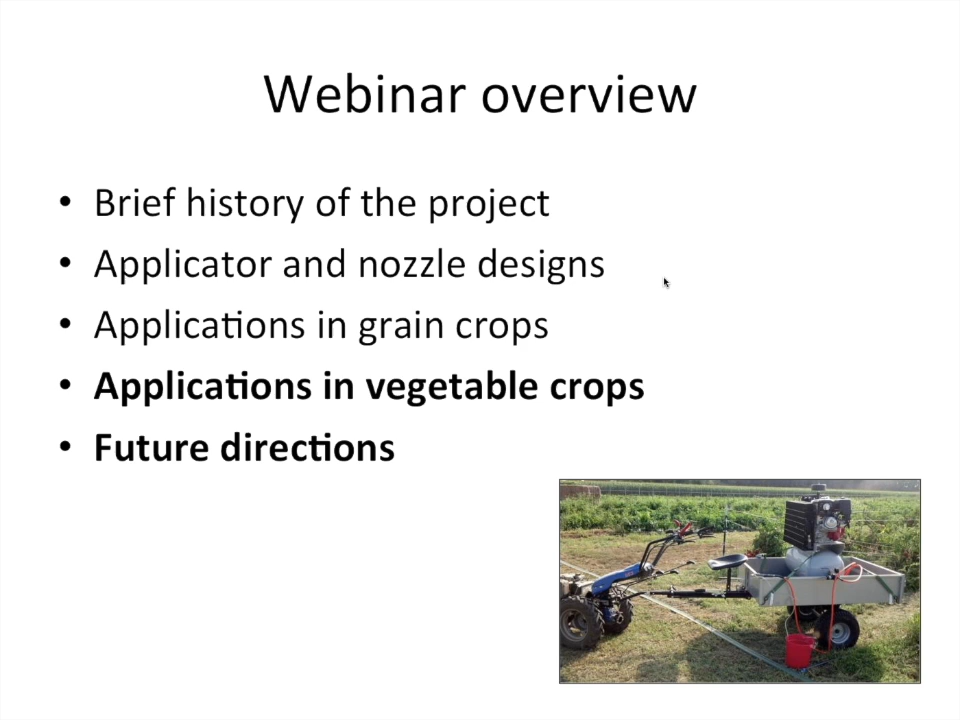 Webinar overview
• Brief history of the project
• Applicator and nozzle designs
• Applications in grain crops
• Applications in vegetable crops
• Future directions